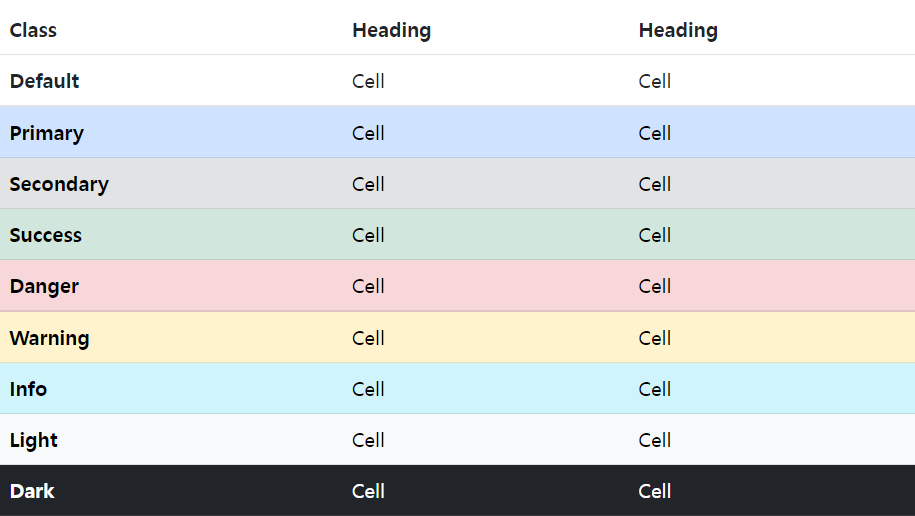 Class Heading Heading
Default Cell Cell
Primary Cell Cell
Secondary Cell Cell
Success Cell Cell
Danger Cell Cell
Warning Cell Cell
Info Cell Cell
Light Cell Cell
Dark Cell Cell